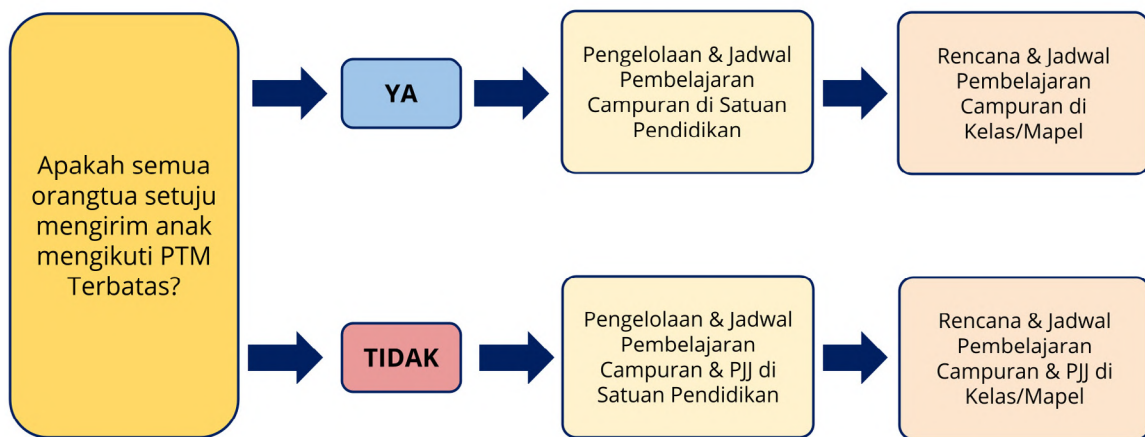 Apakah semua
orangtua setuju
mengirim anak
mengikuti PTM
Terbatas?
YA
Pengelolaan & Jadwal
Pembelajaran
Campuran di Satuan
Pendidikan
Rencana & Jadwal
Pembelajaran
Campuran di
Kelas/Mapel
TIDAK
Pengelolaan & Jadwal
Pembelajaran
Campuran & PJJ di
Satuan Pendidikan
Rencana & Jadwal
Pembelajaran
Campuran & PJJ di
Kelas/Mapel